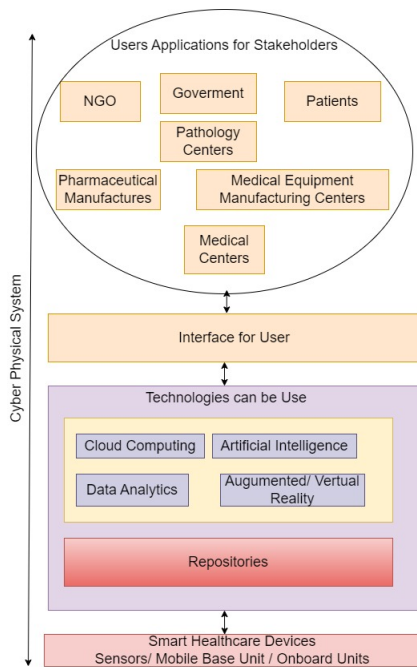 Users Applications for Stakeholders
NGO
Goverment
Patients
Pathology
Centers
Pharmaceutical
Manufactures
Medical Equipment
Manufacturing Centers
Medical
Centers
Cyber Physical System
Interface for User
Technologies can be Use
Cloud Computing
Artificial Intelligence
Data Analytics
Augumented/ Vertual
Reality
Repositories
Smart Healthcare Devices
Sensors/ Mobile Base Unit / Onboard Units